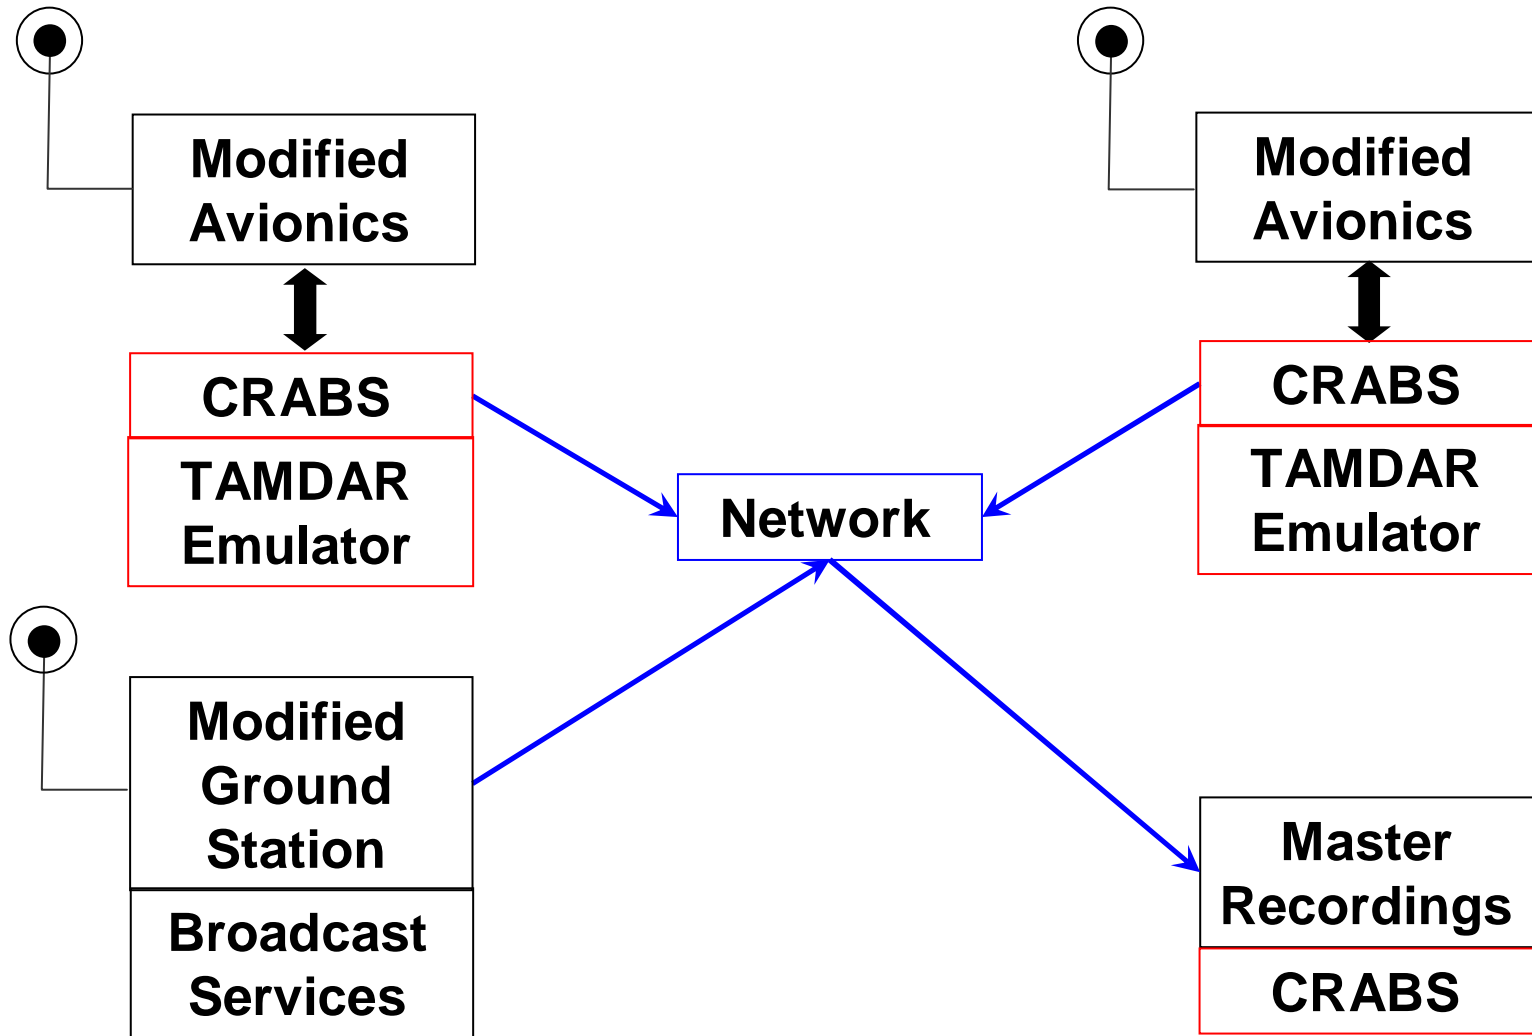 Modified
Avionics
CRABS
TAMDAR
Emulator
Modified
Avionics
CRABS
TAMDAR
Emulator
Network
Modified
Ground
Station
Broadcast
Services
Master
Recordings
CRABS